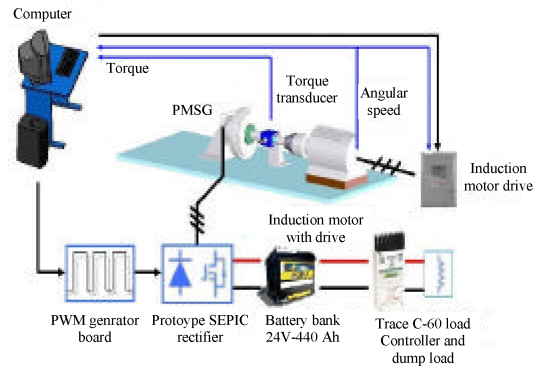 Computer
Torque
Torque
transducer
Angular
speed
PMSG
Induction
motor drive
Induction motor
with drive
PWM genrator
board
Protoype SEPIC
rectifier
Battery bank
24V-440 Ah
Trace C-60 load
Controller and
dump load